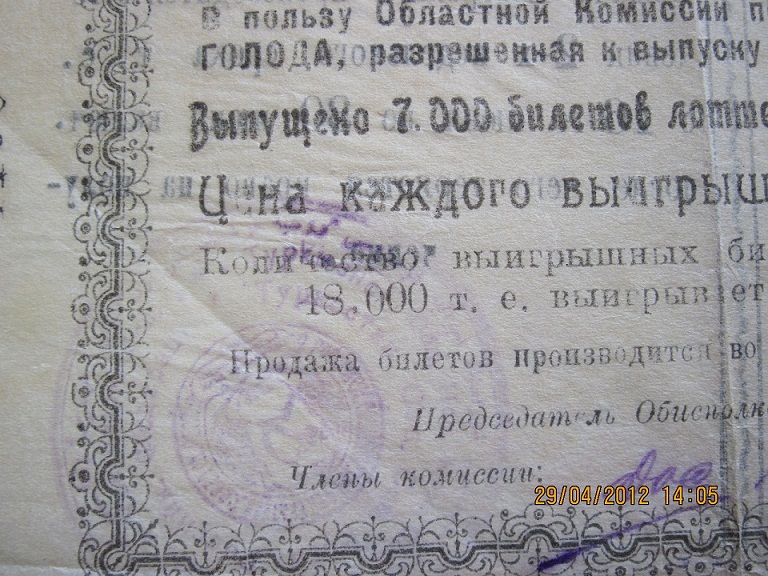 в пользу Областной Комиссии п
ГОЛОДА, разрешенная к выпуску
Выпущено 7.000 билетов лотте
Цена каждого выигрыш
Количество выигрышных би
18.000 т. е. выигрывает
Продажа билетов производится во
Председатель Обисполк
Члены комиссии:
29/04/2012 14:05